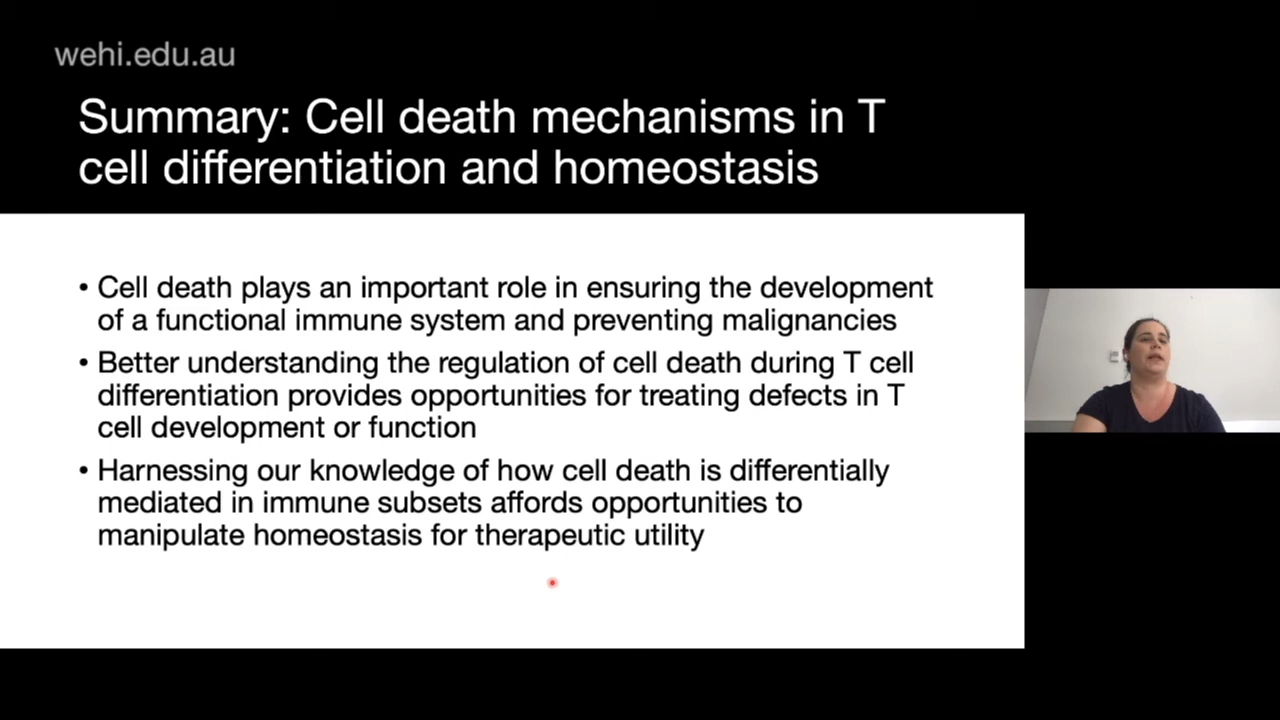 wehi.edu.au
Summary: Cell death mechanisms in T
cell differentiation and homeostasis
• Cell death plays an important role in ensuring the development
of a functional immune system and preventing malignancies
• Better understanding the regulation of cell death during T cell
differentiation provides opportunities for treating defects in T
cell development or function
• Harnessing our knowledge of how cell death is differentially
mediated in immune subsets affords opportunities to
manipulate homeostasis for therapeutic utility